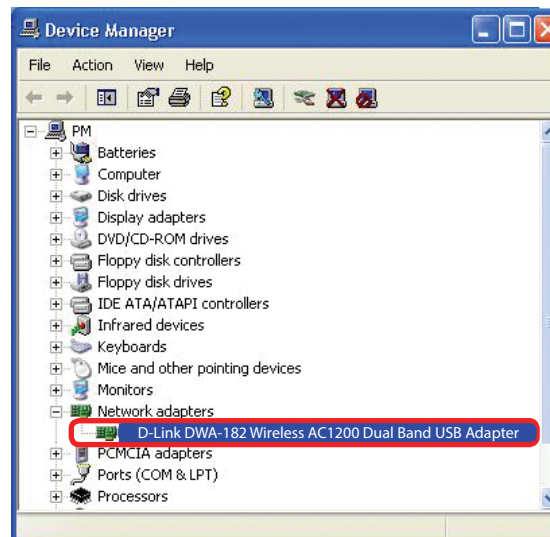 Device Manager
File Action View Help
PM
Batteries
Computer
Disk drives
Display adapters
DVD/CD-ROM drives
Floppy disk controllers
Floppy disk drives
IDE ATA/ATAPI controllers
Infrared devices
Keyboards
Mice and other pointing devices
Monitors
Network adapters
D-Link DWA-182 Wireless AC1200 Dual Band USB Adapter
PCMCIA adapters
Ports (COM & LPT)
Processors